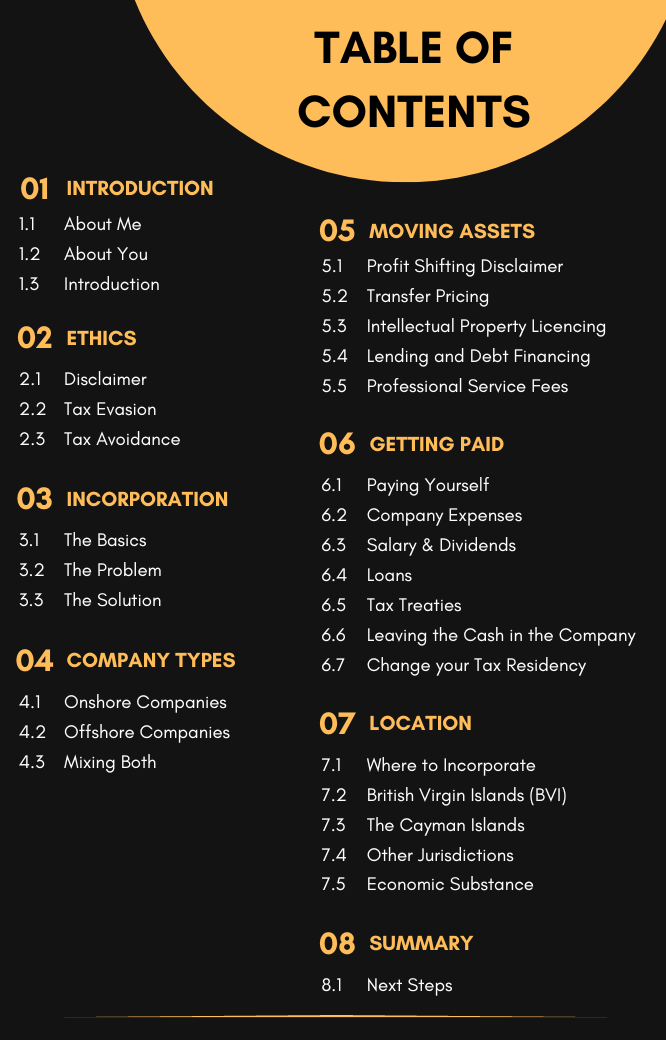 TABLE OF
CONTENTS
01 INTRODUCTION
1.1 About Me
1.2 About You
1.3 Introduction
02 ETHICS
2.1 Disclaimer
2.2 Tax Evasion
2.3 Tax Avoidance
03 INCORPORATION
3.1 The Basics
3.2 The Problem
3.3 The Solution
04 COMPANY TYPES
4.1 Onshore Companies
4.2 Offshore Companies
4.3 Mixing Both
05 MOVING ASSETS
5.1 Profit Shifting Disclaimer
5.2 Transfer Pricing
5.3 Intellectual Property Licencing
5.4 Lending and Debt Financing
5.5 Professional Service Fees
06 GETTING PAID
6.1 Paying Yourself
6.2 Company Expenses
6.3 Salary & Dividends
6.4 Loans
6.5 Tax Treaties
6.6 Leaving the Cash in the Company
6.7 Change your Tax Residency
07 LOCATION
7.1 Where to Incorporate
7.2 British Virgin Islands (BVI)
7.3 The Cayman Islands
7.4 Other Jurisdictions
7.5 Economic Substance
08 SUMMARY
8.1 Next Steps